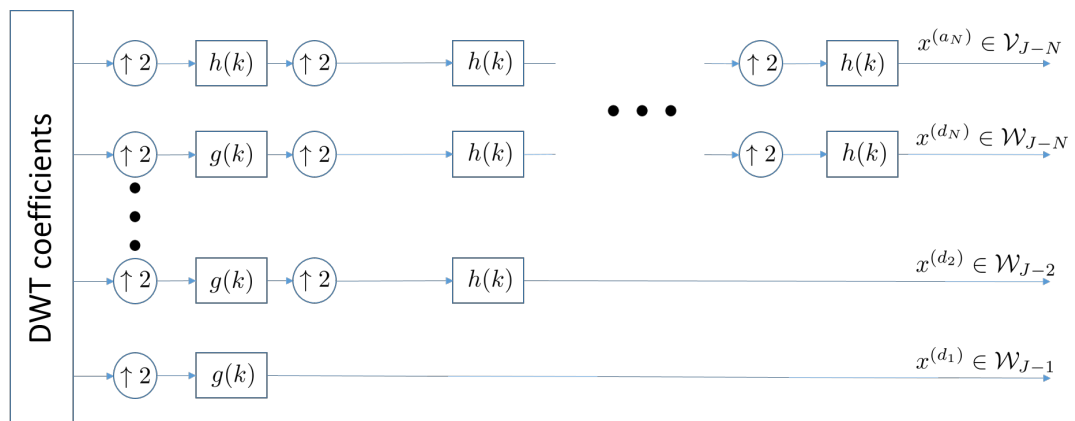 DWT coefficients
↑ 2 h(k) ↑ 2 h(k) ↑ 2 h(k) x^{(a_N)} ∈ 𝒱_{J−N}
↑ 2 g(k) ↑ 2 h(k) ↑ 2 h(k) x^{(d_N)} ∈ 𝒲_{J−N}
↑ 2 g(k) ↑ 2 h(k) x^{(d_2)} ∈ 𝒲_{J−2}
↑ 2 g(k) x^{(d_1)} ∈ 𝒲_{J−1}